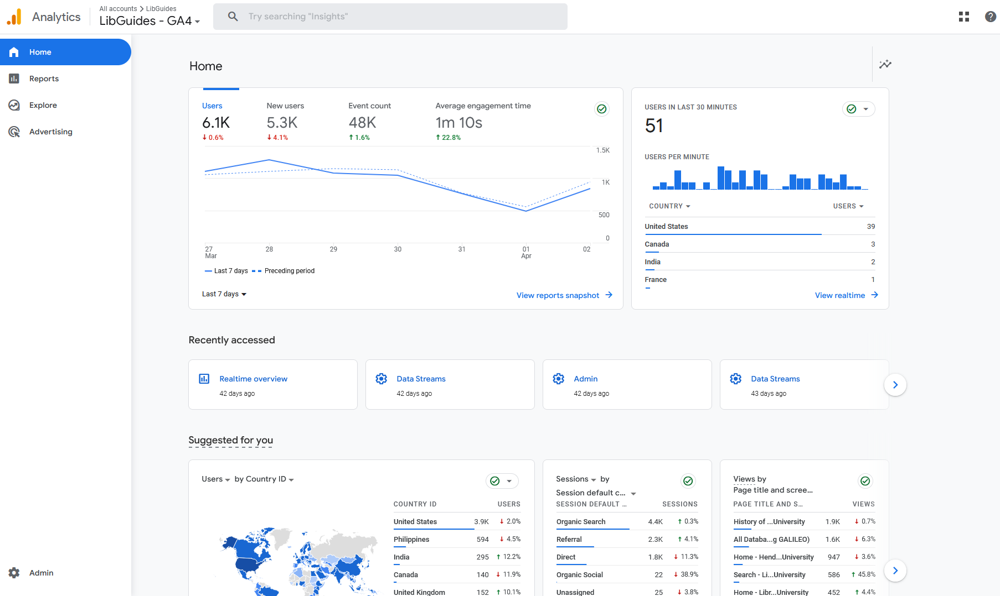 Analytics
All accounts > LibGuides
LibGuides - GA4
Try searching "Insights"
Home
Reports
Explore
Advertising
Admin
Home
Users
6.1K
0.6%
New users
5.3K
4.1%
Event count
48K
1.6%
Average engagement time
1m 10s
22.8%
1.5K
1K
500
0
27
Mar
28
29
30
31
01
Apr
02
Last 7 days
Preceding period
Last 7 days
View reports snapshot
USERS IN LAST 30 MINUTES
51
USERS PER MINUTE
COUNTRY USERS
United States 39
Canada 3
India 2
France 1
View realtime
Recently accessed
Realtime overview
42 days ago
Data Streams
42 days ago
Admin
42 days ago
Data Streams
43 days ago
Suggested for you
Users by Country ID
COUNTRY ID USERS
United States 3.9K 2.0%
Philippines 594 4.5%
India 295 12.2%
Canada 140 11.9%
United Kingdom 152 10.1%
Sessions by
Session default c...
SESSION DEFAULT ... SESSIONS
Organic Search 4.4K 0.3%
Referral 2.3K 4.1%
Direct 1.8K 11.3%
Organic Social 22 38.9%
Unassigned 25 3.8%
Views by
Page title and scree...
PAGE TITLE AND S... VIEWS
History of ...University 1.9K 0.7%
All Databa...g GALILEO) 1.6K 6.3%
Home - Hend...University 947 3.6%
Search - Li...University 586 45.8%
Home - Libr...University 452 4.4%